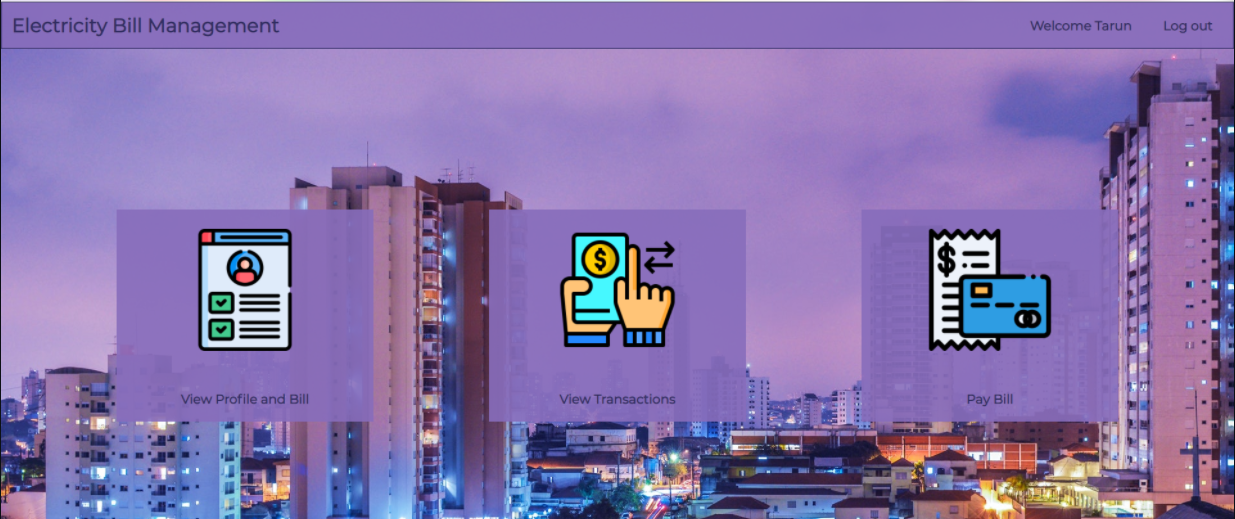 Electricity Bill Management
Welcome Tarun
Log out
$
$
View Profile and Bill
View Transactions
Pay Bill